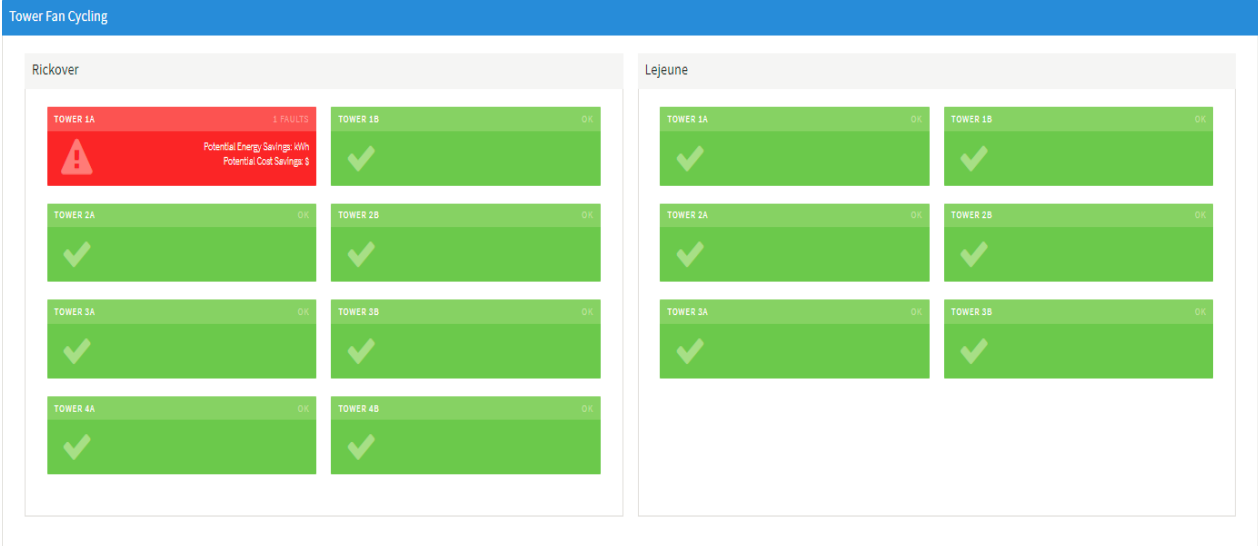 Tower Fan Cycling
Rickover
TOWER 1A 1 FAULTS
Potential Energy Savings: kWh
Potential Cost Savings: $
TOWER 1B OK
TOWER 2A OK
TOWER 2B OK
TOWER 3A OK
TOWER 3B OK
TOWER 4A OK
TOWER 4B OK
Lejeune
TOWER 1A OK
TOWER 1B OK
TOWER 2A OK
TOWER 2B OK
TOWER 3A OK
TOWER 3B OK